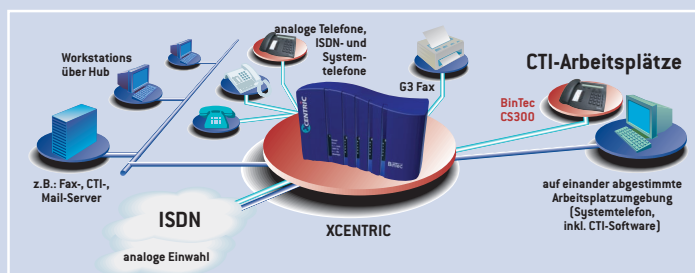 Workstations
über Hub
analoge Telefone,
ISDN- und
System-
telefone
G3 Fax
CTI-Arbeitsplätze
BinTec
CS300
XCENTRIC
z.B.: Fax-, CTI-,
Mail-Server
ISDN
analoge Einwahl
XCENTRIC
auf einander abgestimmte
Arbeitsplatzumgebung
(Systemtelefon,
inkl. CTI-Software)